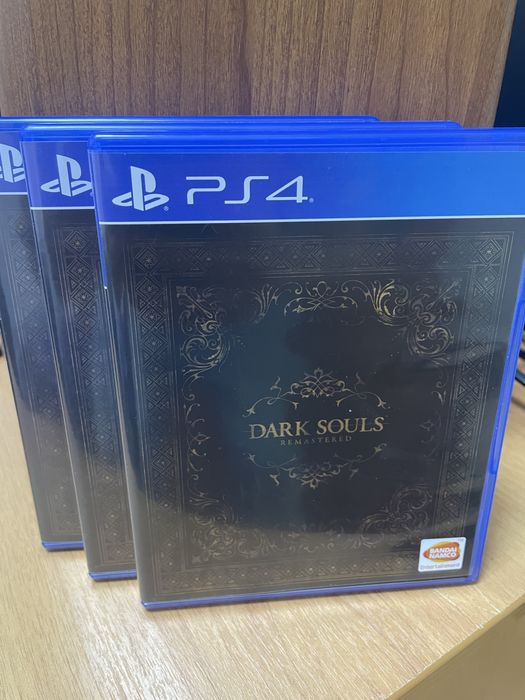 PS4
DARK SOULS
REMASTERED
BANDAI
NAMCO
Entertainment